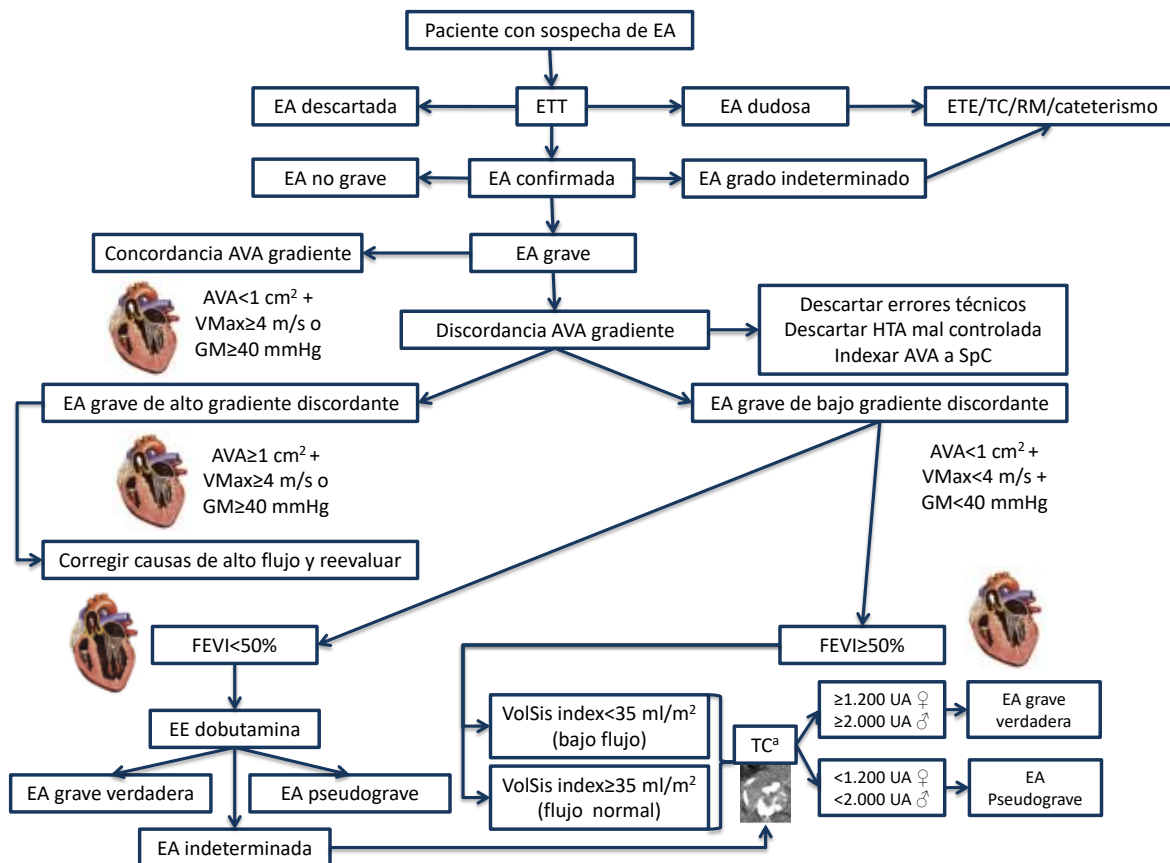 Paciente con sospecha de EA
EA descartada
ETT
EA dudosa
ETE/TC/RM/cateterismo
EA no grave
EA confirmada
EA grado indeterminado
Concordancia AVA gradiente
EA grave
AVA<1 cm²+
VMax≥4 m/s o
GM≥40 mmHg
Discordancia AVA gradiente
Descartar errores técnicos
Descartar HTA mal controlada
Indexar AVA a SpC
EA grave de alto gradiente discordante
EA grave de bajo gradiente discordante
AVA≥1 cm²+
VMax≥4 m/s o
GM≥40 mmHg
AVA<1 cm²+
VMax<4 m/s +
GM<40 mmHg
Corregir causas de alto flujo y reevaluar
FEVI<50%
FEVI≥50%
EE dobutamina
VolSis index<35 ml/m²
(bajo flujo)
TCª
≥1.200 UA ♀
≥2.000 UA ♂
EA grave
verdadera
EA grave verdadera
EA pseudograve
VolSis index≥35 ml/m²
(flujo normal)
<1.200 UA ♀
<2.000 UA ♂
EA
Pseudograve
EA indeterminada